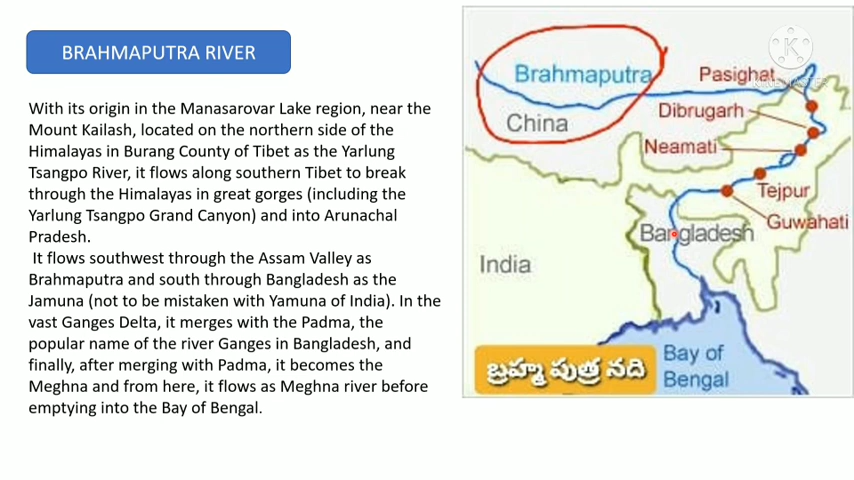 BRAHMAPUTRA RIVER
With its origin in the Manasarovar Lake region, near the
Mount Kailash, located on the northern side of the
Himalayas in Burang County of Tibet as the Yarlung
Tsangpo River, it flows along southern Tibet to break
through the Himalayas in great gorges (including the
Yarlung Tsangpo Grand Canyon) and into Arunachal
Pradesh.
It flows southwest through the Assam Valley as
Brahmaputra and south through Bangladesh as the
Jamuna (not to be mistaken with Yamuna of India). In the
vast Ganges Delta, it merges with the Padma, the
popular name of the river Ganges in Bangladesh, and
finally, after merging with Padma, it becomes the
Meghna and from here, it flows as Meghna river before
emptying into the Bay of Bengal.
Brahmaputra
China
Pasighat
Dibrugarh
Neamati
Tejpur
Guwahati
Bangladesh
India
బ్రహ్మ పుత్ర నది
Bay of
Bengal
K